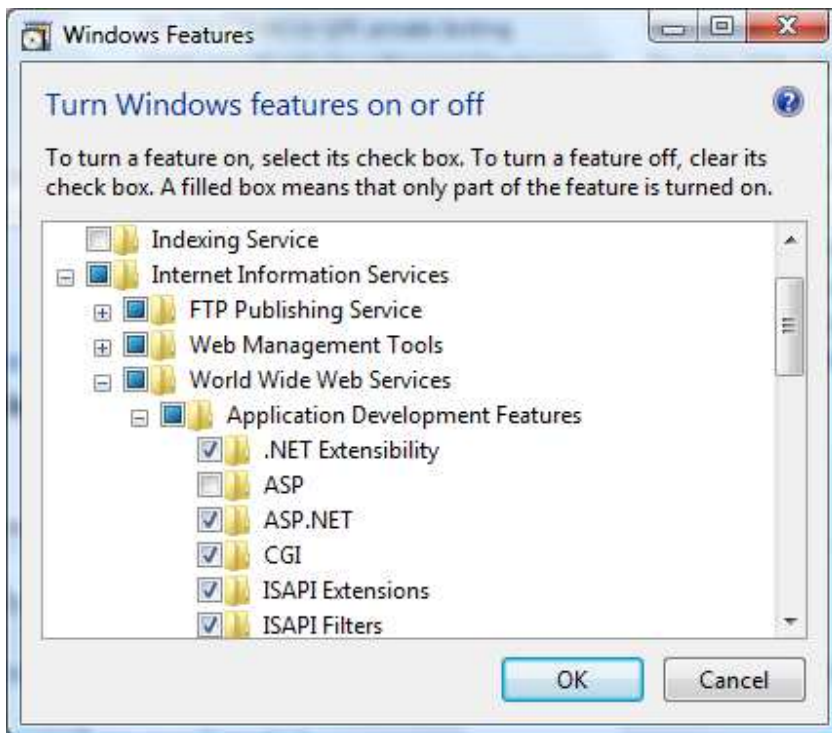 Windows Features
Turn Windows features on or off
To turn a feature on, select its check box. To turn a feature off, clear its
check box. A filled box means that only part of the feature is turned on.
Indexing Service
Internet Information Services
FTP Publishing Service
Web Management Tools
World Wide Web Services
Application Development Features
.NET Extensibility
ASP
ASP.NET
CGI
ISAPI Extensions
ISAPI Filters
OK Cancel